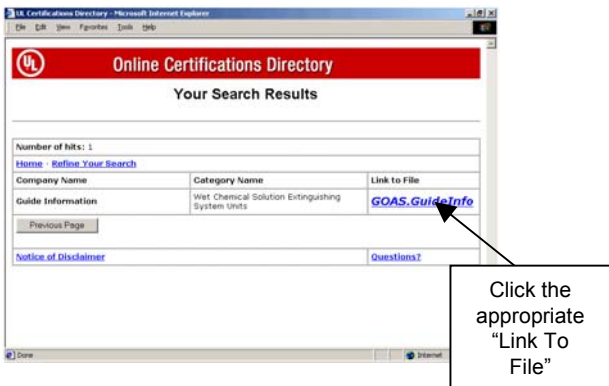 UL Certifications Directory - Microsoft Internet Explorer
File Edit View Favorites Tools Help
UL
Online Certifications Directory
Your Search Results
Number of hits: 1
Home - Refine Your Search
Company Name Category Name Link to File
Guide Information Wet Chemical Solution Extinguishing System Units GOAS.GuideInfo
Previous Page
Notice of Disclaimer Questions?
Done Internet
Click the
appropriate
“Link To
File”